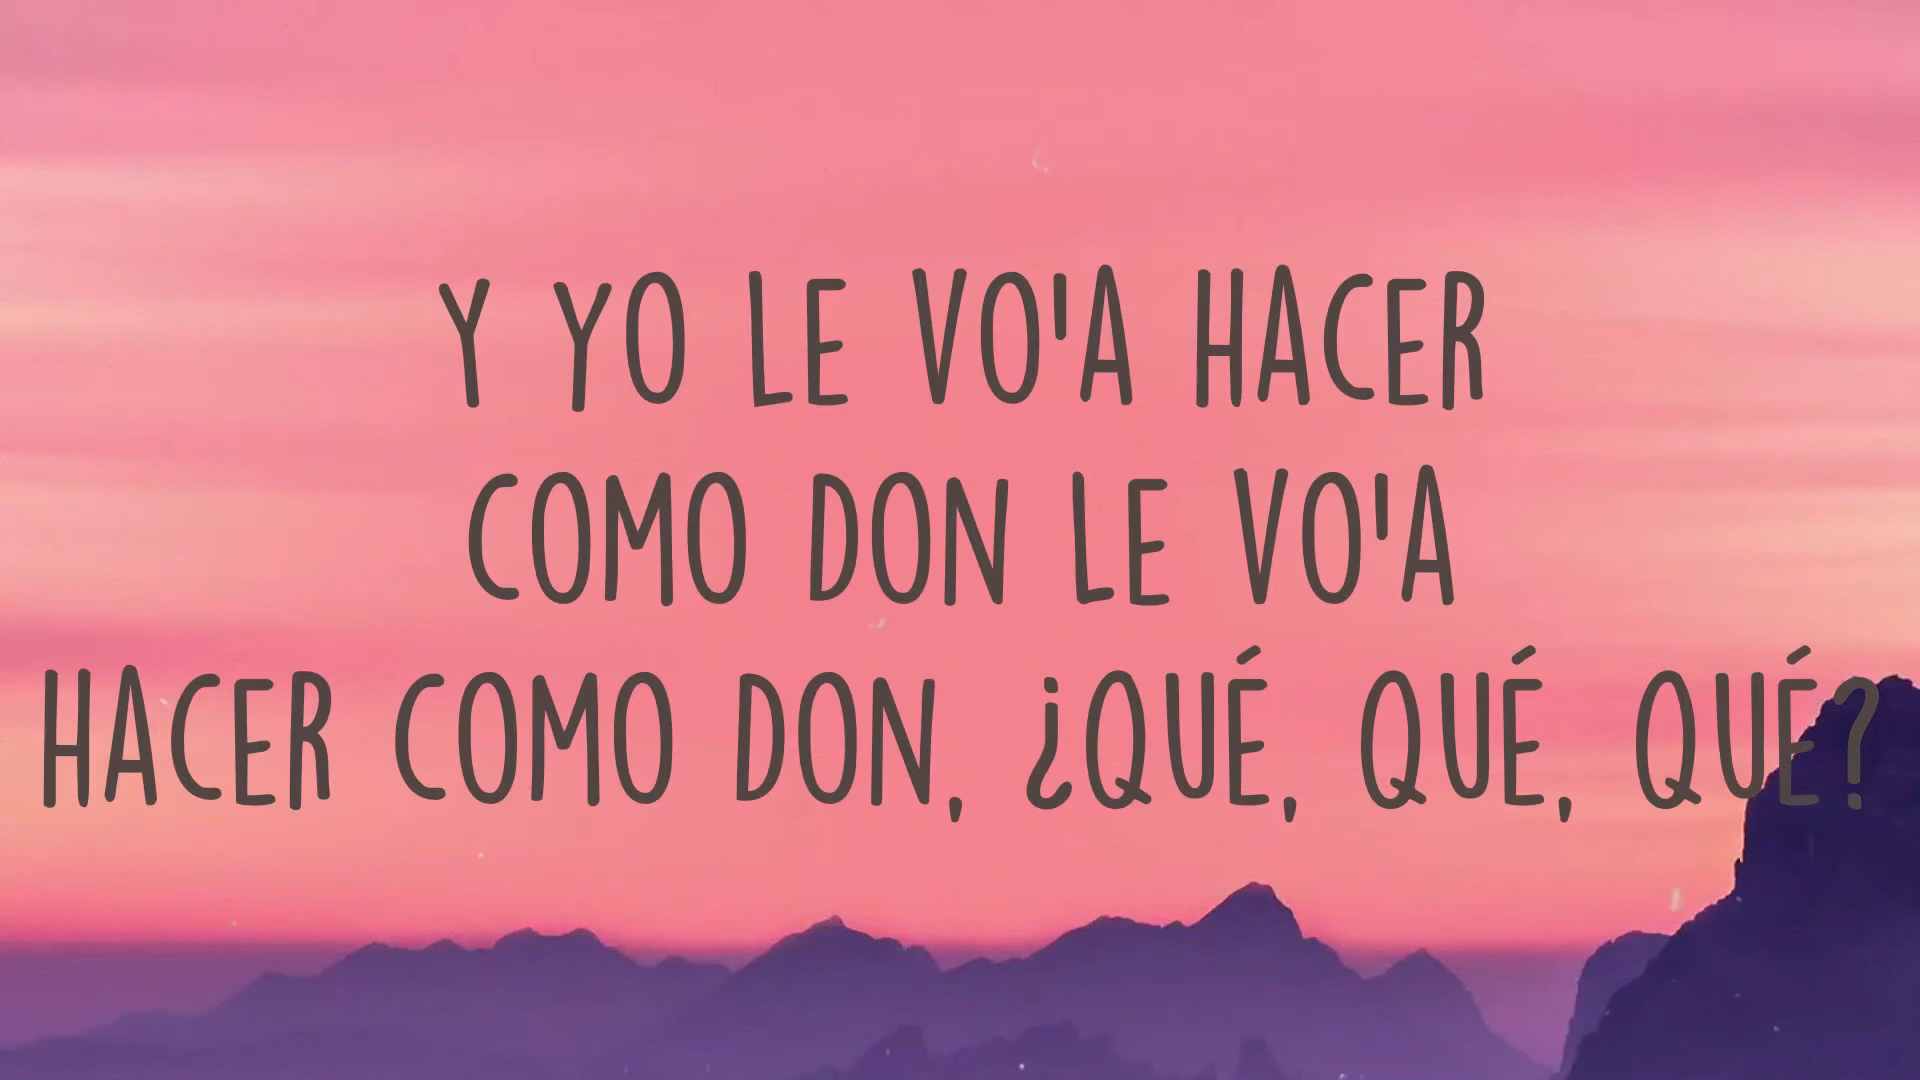 Y YO LE VO'A HACER
COMO DON LE VO'A
HACER COMO DON, ¿QUÉ, QUÉ, QUÉ?